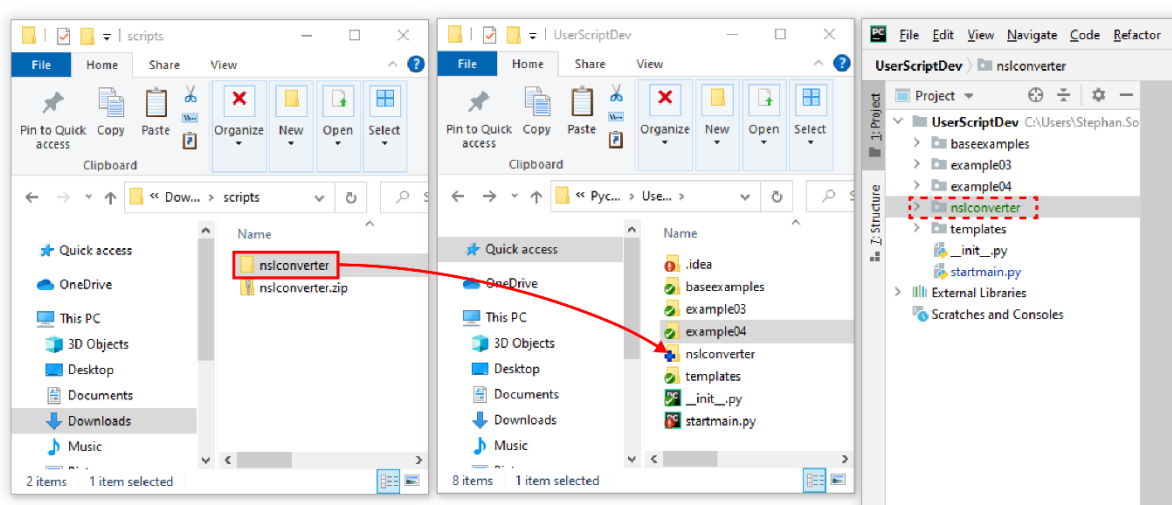 scripts
File Home Share View
Pin to Quick access Copy Paste Organize New Open Select
Clipboard
« Dow... › scripts
Name
Quick access
OneDrive
This PC
3D Objects
Desktop
Documents
Downloads
Music
nslconverter
nslconverter.zip
2 items 1 item selected
UserScriptDev
File Home Share View
Pin to Quick access Copy Paste Organize New Open Select
Clipboard
« Pyc... › Use... ›
Name
Quick access
OneDrive
This PC
3D Objects
Desktop
Documents
Downloads
Music
.idea
baseexamples
example03
example04
nslconverter
templates
__init__.py
startmain.py
8 items 1 item selected
PC File Edit View Navigate Code Refactor
UserScriptDev › nslconverter
1: Project
7: Structure
Project
UserScriptDev C:\Users\Stephan.So
baseexamples
example03
example04
nslconverter
templates
__init__.py
startmain.py
External Libraries
Scratches and Consoles